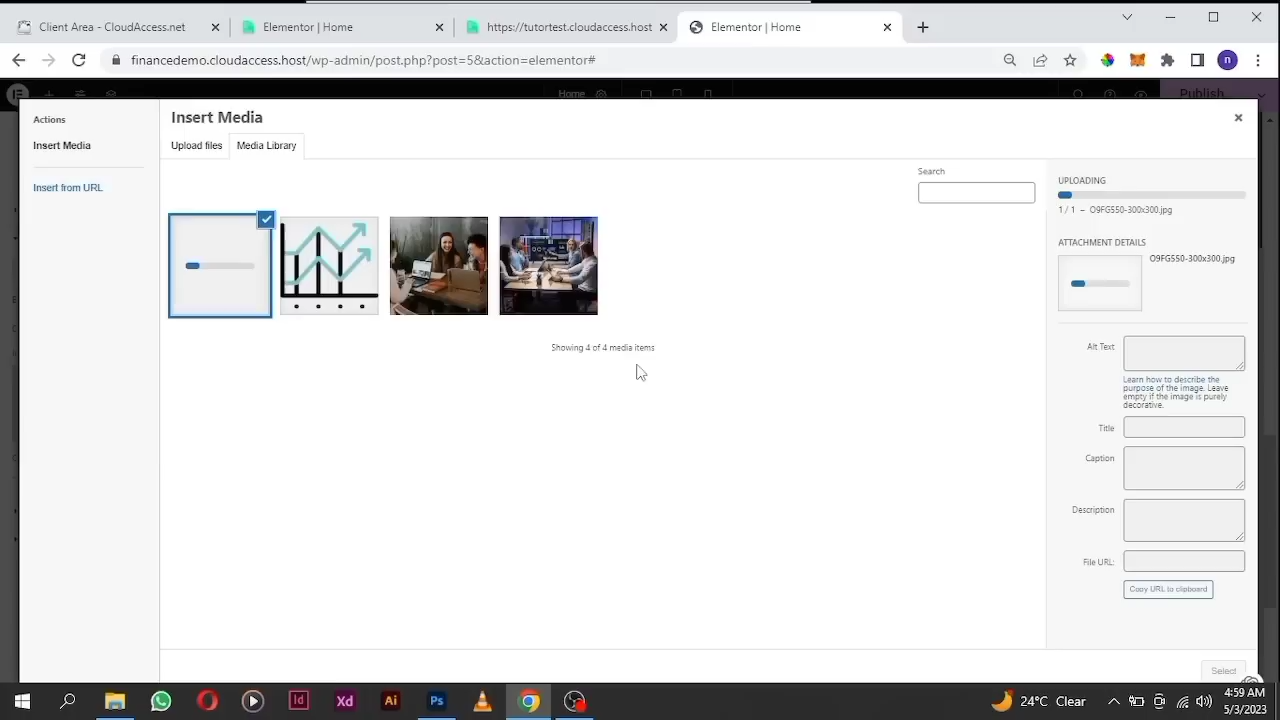 Client Area - CloudAccess.net
Elementor | Home
https://tutortest.cloudaccess.host
Elementor | Home
financedemo.cloudaccess.host/wp-admin/post.php?post=5&action=elementor#
n
Home
Publish
Actions
Insert Media
Insert from URL
Insert Media
Upload files
Media Library
Search
Showing 4 of 4 media items
UPLOADING
1 / 1 – O9FG550-300x300.jpg
ATTACHMENT DETAILS
O9FG550-300x300.jpg
Alt Text
Learn how to describe the
purpose of the image. Leave
empty if the image is purely
decorative.
Title
Caption
Description
File URL:
Copy URL to clipboard
Select
Id
Xd
Ai
Ps
24°C Clear
4:59 AM
5/3/2023